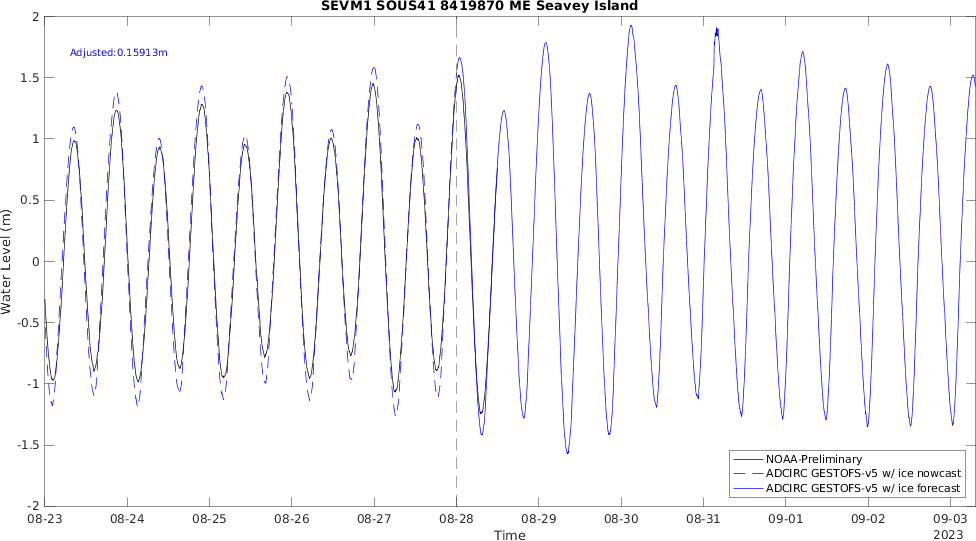 SEVM1 SOUS41 8419870 ME Seavey Island
Adjusted:0.15913m
2
1.5
1
0.5
0
-0.5
-1
-1.5
-2
Water Level (m)
NOAA-Preliminary
ADCIRC GESTOFS-v5 w/ ice nowcast
ADCIRC GESTOFS-v5 w/ ice forecast
08-23 08-24 08-25 08-26 08-27 08-28 08-29 08-30 08-31 09-01 09-02 09-03
2023
Time